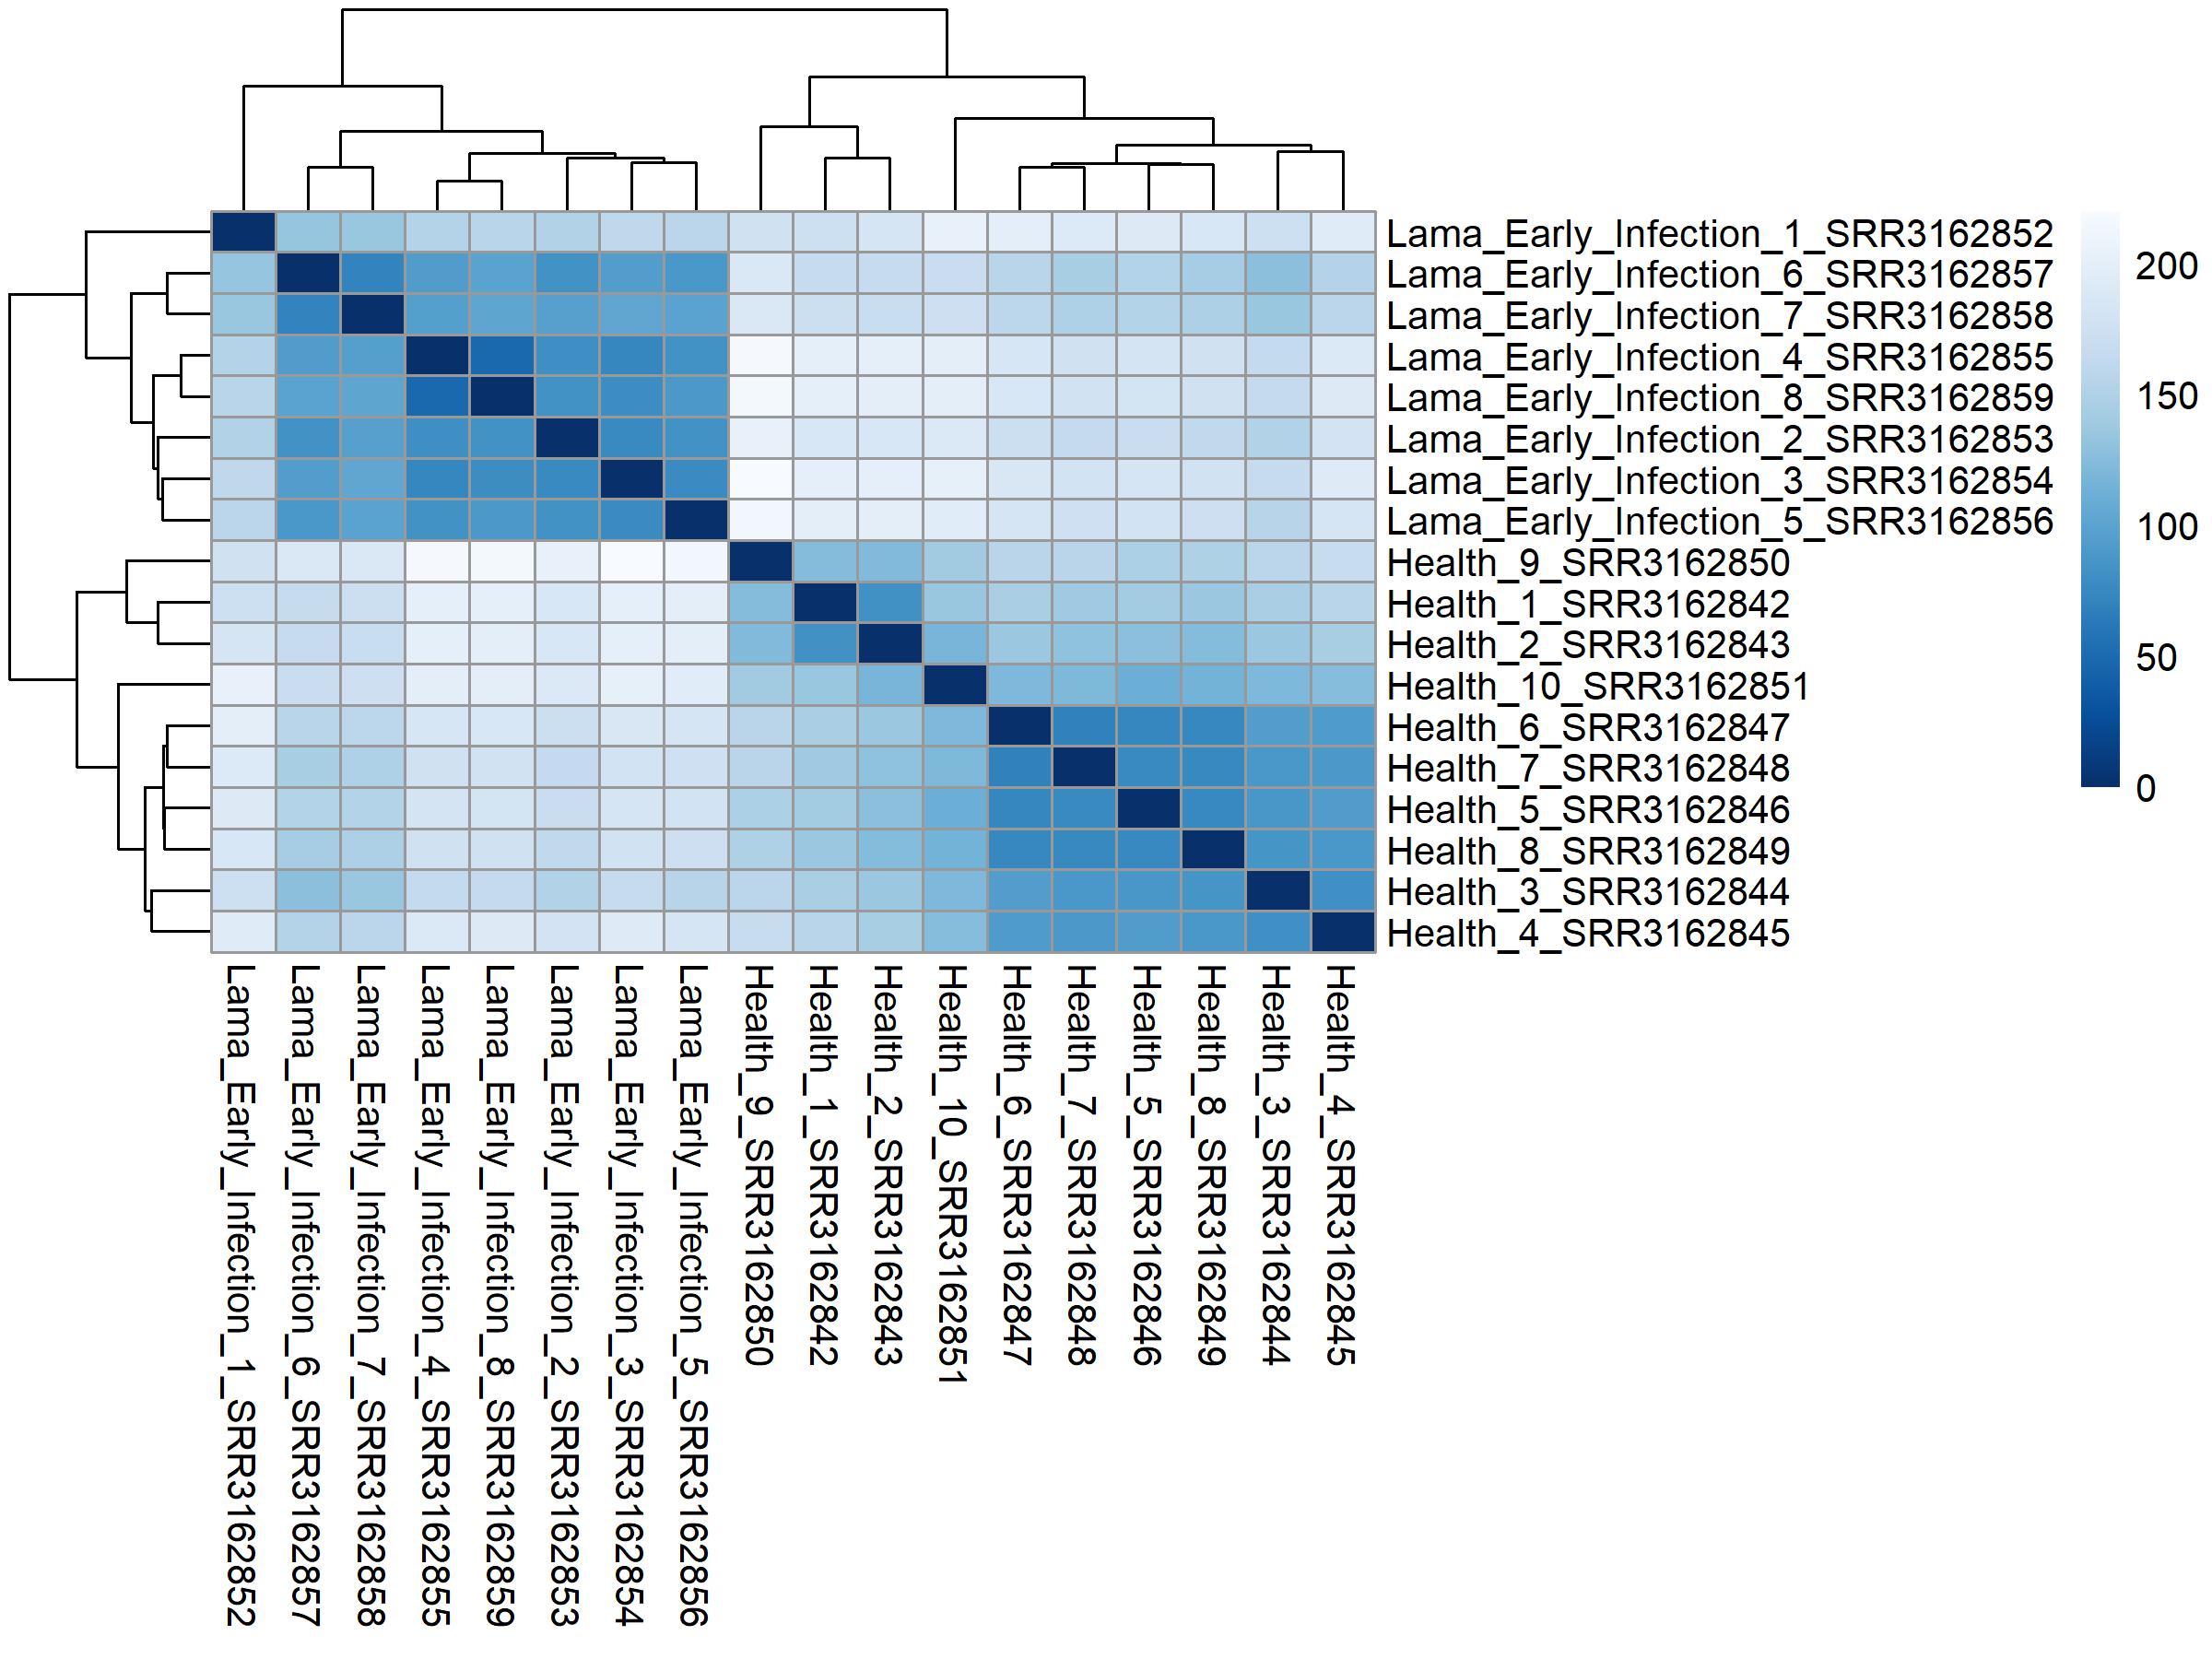 Lama_Early_Infection_1_SRR3162852
Lama_Early_Infection_6_SRR3162857
Lama_Early_Infection_7_SRR3162858
Lama_Early_Infection_4_SRR3162855
Lama_Early_Infection_8_SRR3162859
Lama_Early_Infection_2_SRR3162853
Lama_Early_Infection_3_SRR3162854
Lama_Early_Infection_5_SRR3162856
Health_9_SRR3162850
Health_1_SRR3162842
Health_2_SRR3162843
Health_10_SRR3162851
Health_6_SRR3162847
Health_7_SRR3162848
Health_5_SRR3162846
Health_8_SRR3162849
Health_3_SRR3162844
Health_4_SRR3162845
200
150
100
50
0
Lama_Early_Infection_1_SRR3162852
Lama_Early_Infection_6_SRR3162857
Lama_Early_Infection_7_SRR3162858
Lama_Early_Infection_4_SRR3162855
Lama_Early_Infection_8_SRR3162859
Lama_Early_Infection_2_SRR3162853
Lama_Early_Infection_3_SRR3162854
Lama_Early_Infection_5_SRR3162856
Health_9_SRR3162850
Health_1_SRR3162842
Health_2_SRR3162843
Health_10_SRR3162851
Health_6_SRR3162847
Health_7_SRR3162848
Health_5_SRR3162846
Health_8_SRR3162849
Health_3_SRR3162844
Health_4_SRR3162845